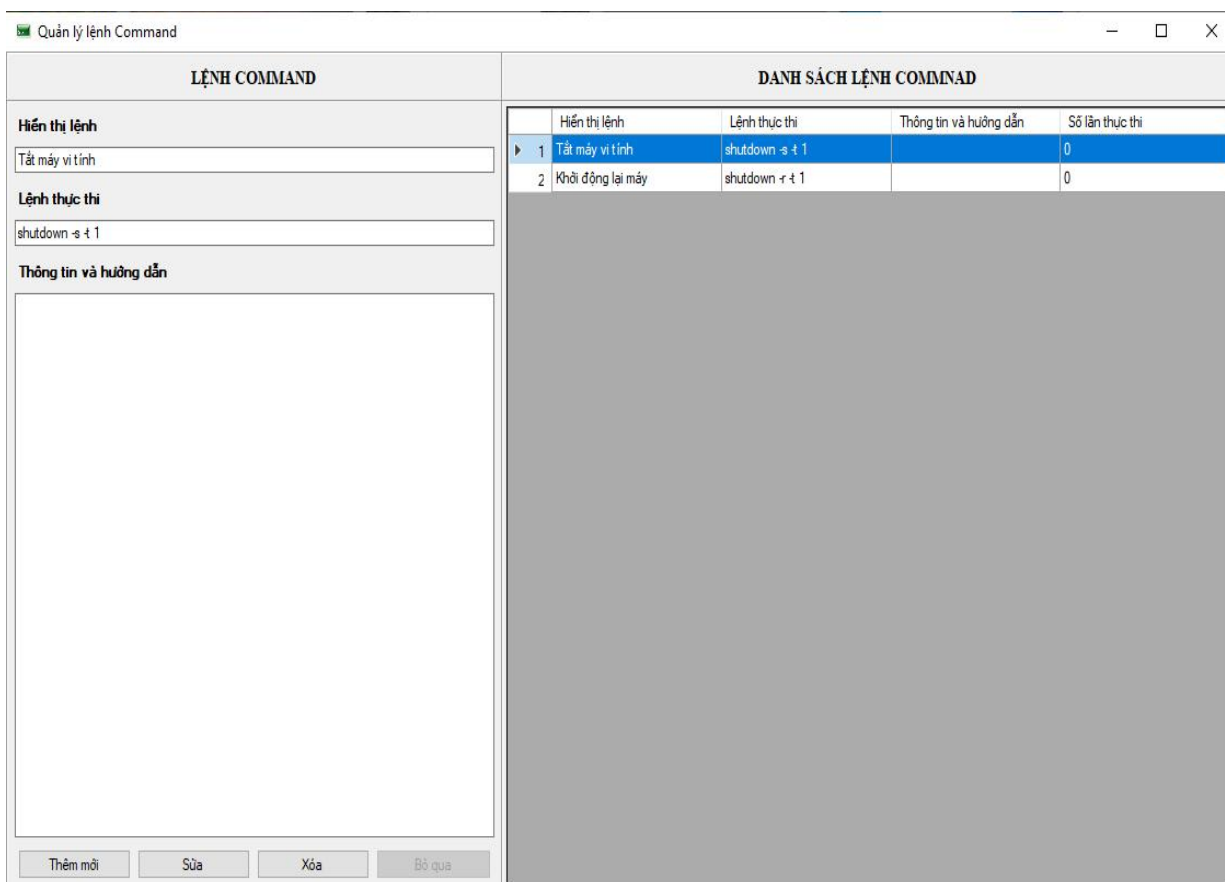 Quản lý lệnh Command
LỆNH COMMAND
Hiển thị lệnh
Tắt máy vi tính
Lệnh thực thi
shutdown -s -t 1
Thông tin và hướng dẫn
Thêm mới Sửa Xóa Bỏ qua
DANH SÁCH LỆNH COMMNAD
Hiển thị lệnh Lệnh thực thi Thông tin và hướng dẫn Số lần thực thi
1 Tắt máy vi tính shutdown -s -t 1 0
2 Khởi động lại máy shutdown -r -t 1 0